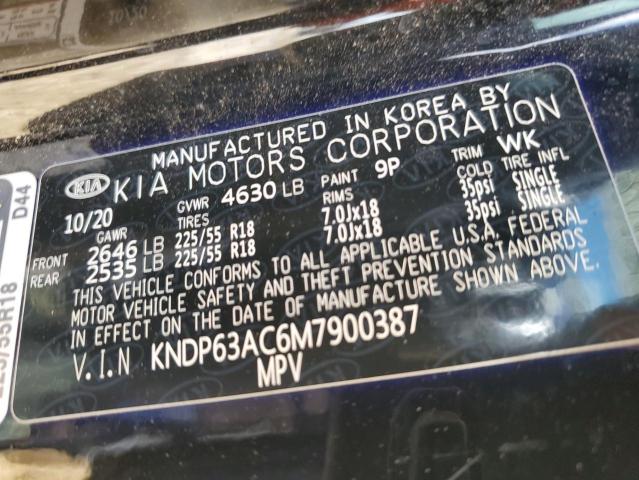 MANUFACTURED IN KOREA BY
KIA KIA MOTORS CORPORATION
10/20 GVWR 4630 LB PAINT 9P TRIM WK
GAWR TIRES RIMS COLD TIRE INFL
FRONT 2646 LB 225/55 R18 7.0Jx18 35psi SINGLE
REAR 2535 LB 225/55 R18 7.0Jx18 35psi SINGLE
THIS VEHICLE CONFORMS TO ALL APPLICABLE U.S.A. FEDERAL
MOTOR VEHICLE SAFETY AND THEFT PREVENTION STANDARDS
IN EFFECT ON THE DATE OF MANUFACTURE SHOWN ABOVE.
V.I.N KNDP63AC6M7900387
MPV
D44
225/55R18